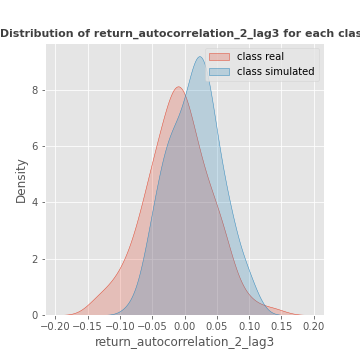 Distribution of return_autocorrelation_2_lag3 for each clas
class real
class simulated
8
6
4
2
0
Density
−0.20 −0.15 −0.10 −0.05 0.00 0.05 0.10 0.15 0.20
return_autocorrelation_2_lag3